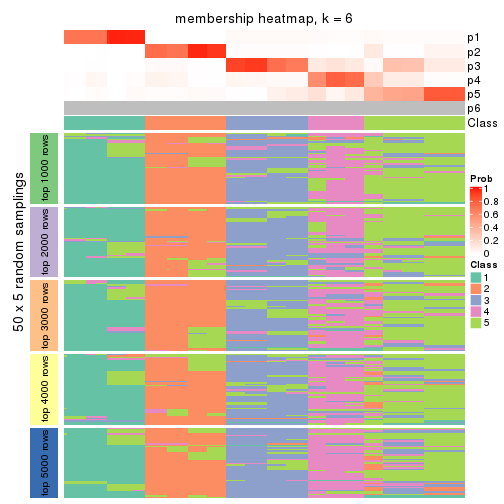 membership heatmap, k = 6
p1
p2
p3
p4
p5
p6
Class
50 x 5 random samplings
top 1000 rows
top 2000 rows
top 3000 rows
top 4000 rows
top 5000 rows
Prob
1
0.8
0.6
0.4
0.2
0
Class
1
2
3
4
5